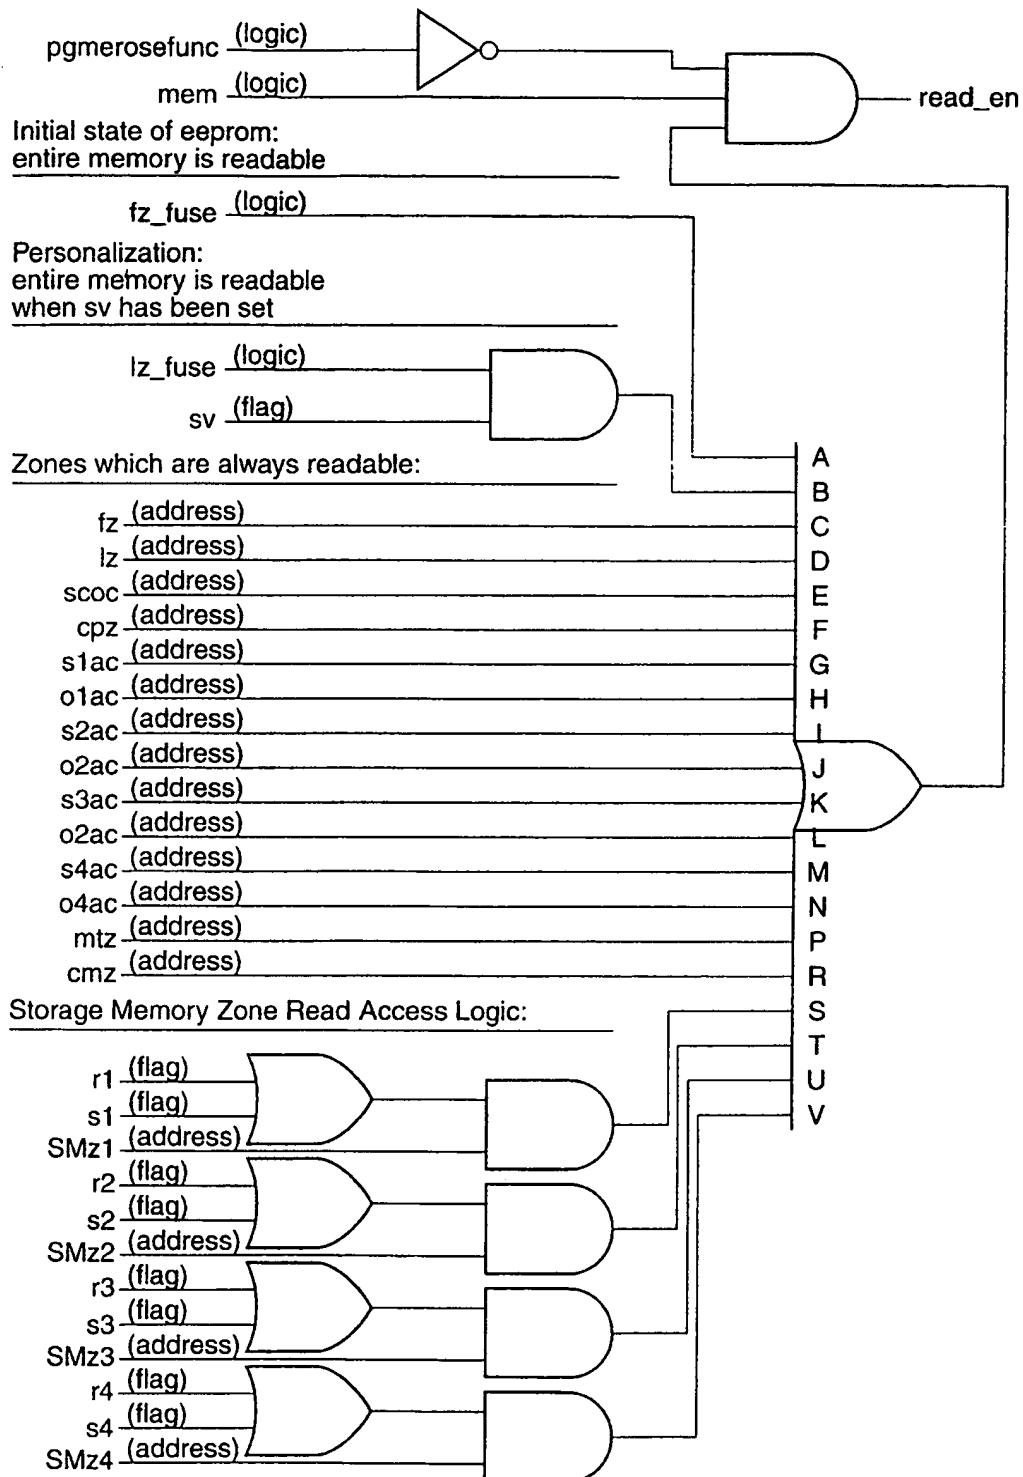 pgmerosefunc (logic)
mem (logic)
read_en
Initial state of eeprom:
entire memory is readable
fz_fuse (logic)
Personalization:
entire memory is readable
when sv has been set
lz_fuse (logic)
sv (flag)
Zones which are always readable:
A
B
fz (address) C
lz (address) D
scoc (address) E
cpz (address) F
s1ac (address) G
o1ac (address) H
s2ac (address) I
o2ac (address) J
s3ac (address) K
o2ac (address) L
s4ac (address) M
o4ac (address) N
mtz (address) P
cmz (address) R
Storage Memory Zone Read Access Logic:
S
T
U
V
r1 (flag)
s1 (flag)
SMz1 (address)
r2 (flag)
s2 (flag)
SMz2 (address)
r3 (flag)
s3 (flag)
SMz3 (address)
r4 (flag)
s4 (flag)
SMz4 (address)